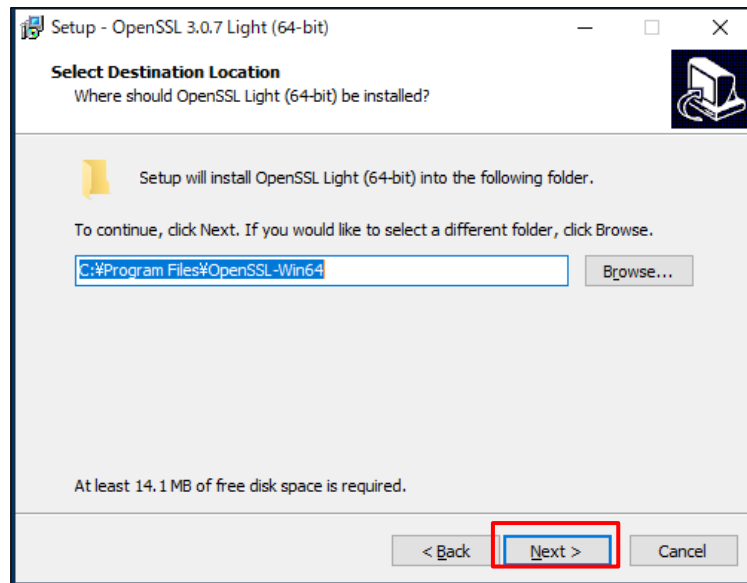 Setup - OpenSSL 3.0.7 Light (64-bit)
Select Destination Location
Where should OpenSSL Light (64-bit) be installed?
Setup will install OpenSSL Light (64-bit) into the following folder.
To continue, click Next. If you would like to select a different folder, click Browse.
C:¥Program Files¥OpenSSL-Win64
Browse...
At least 14.1 MB of free disk space is required.
< Back
Next >
Cancel